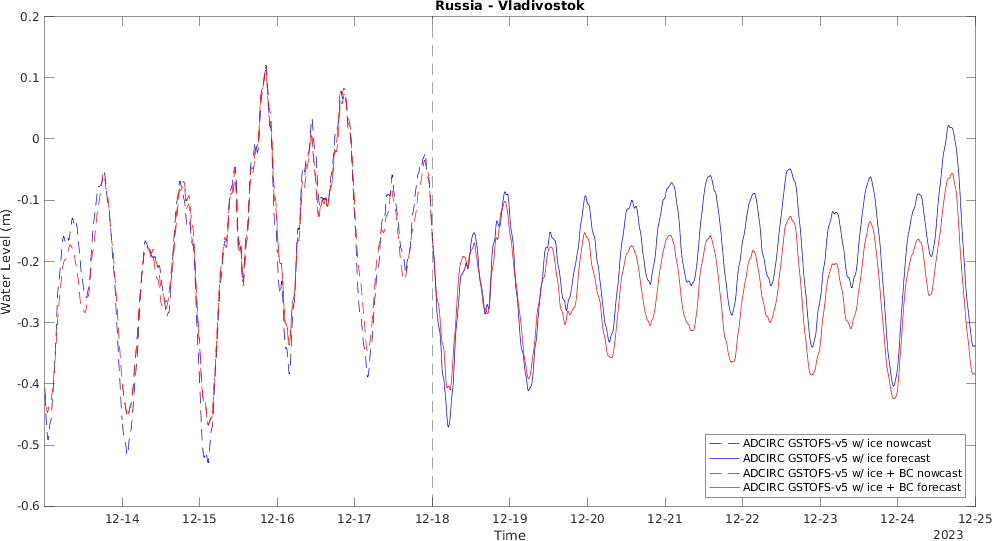 Russia - Vladivostok
0.2
0.1
0
-0.1
-0.2
-0.3
-0.4
-0.5
-0.6
Water Level (m)
ADCIRC GSTOFS-v5 w/ ice nowcast
ADCIRC GSTOFS-v5 w/ ice forecast
ADCIRC GSTOFS-v5 w/ ice + BC nowcast
ADCIRC GSTOFS-v5 w/ ice + BC forecast
12-14 12-15 12-16 12-17 12-18 12-19 12-20 12-21 12-22 12-23 12-24 12-25
Time
2023